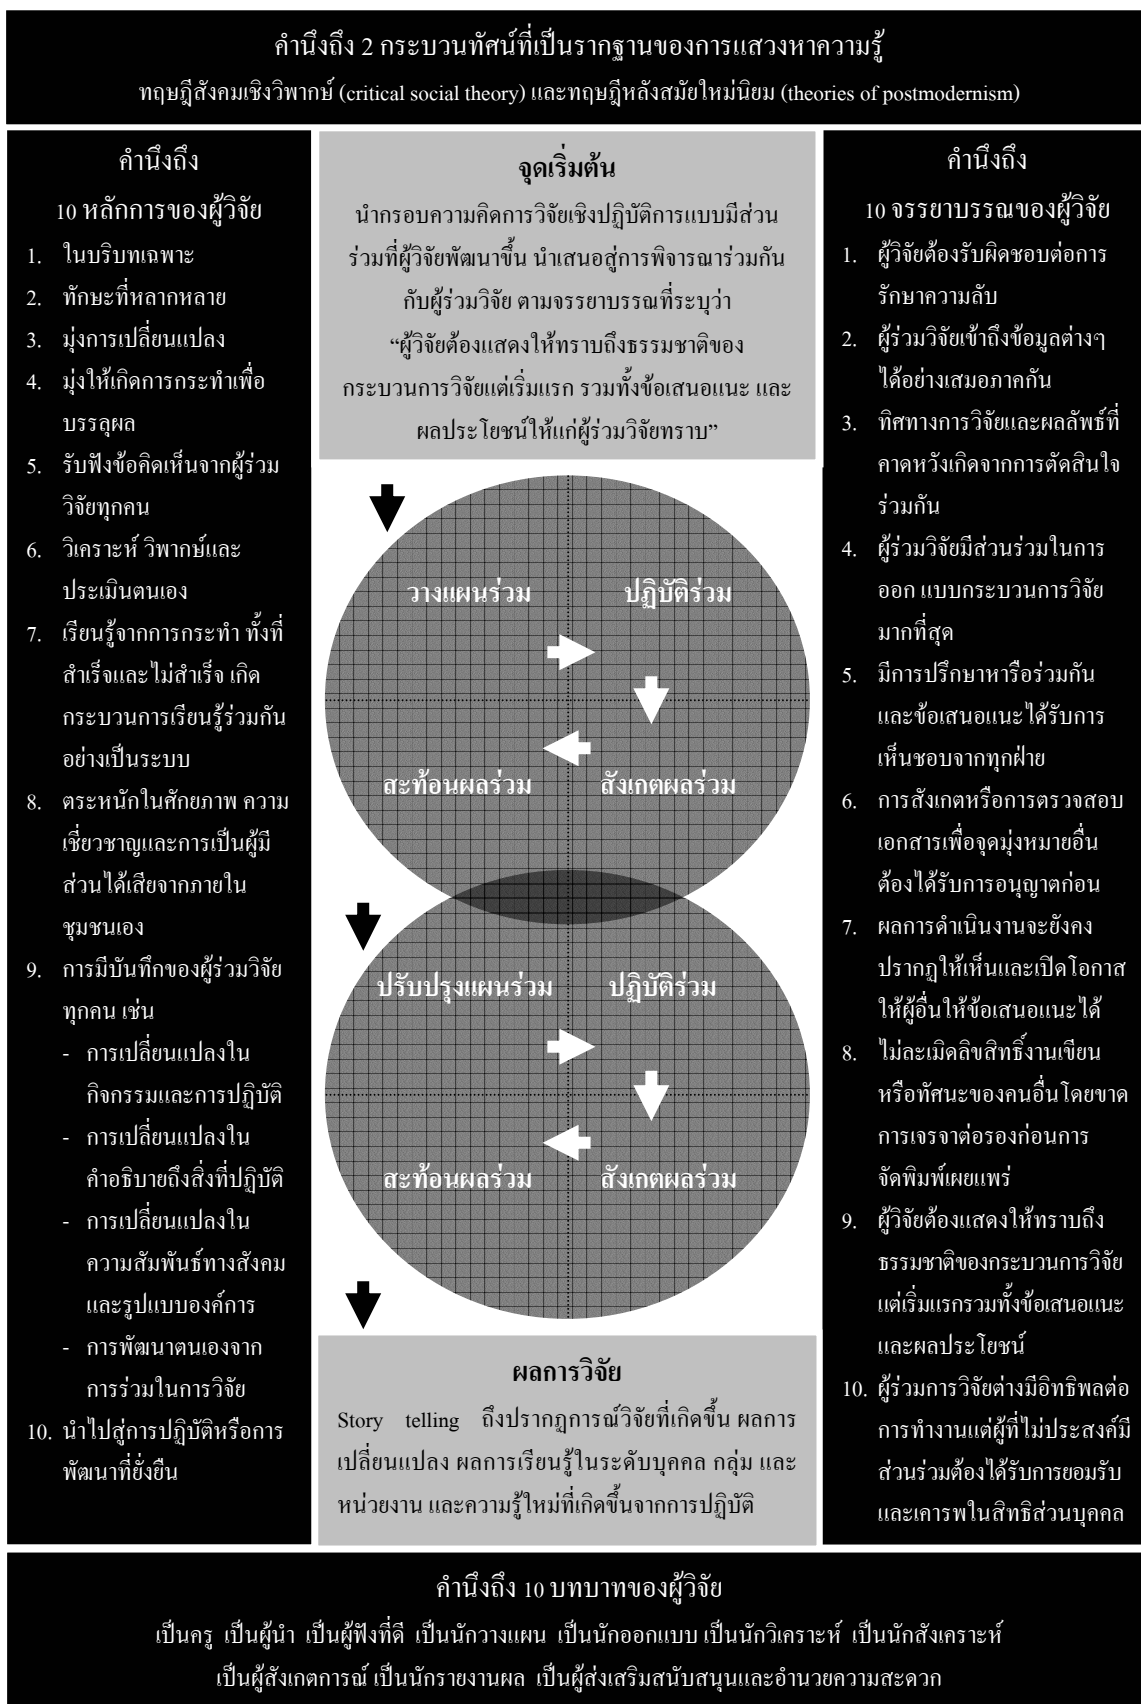 คำนึงถึง 2 กระบวนทัศน์ที่เป็นรากฐานของการแสวงหาความรู้
ทฤษฎีสังคมเชิงวิพากษ์ (critical social theory) และทฤษฎีหลังสมัยใหม่นิยม (theories of postmodernism)
คำนึงถึง
10 หลักการของผู้วิจัย
1. ในบริบทเฉพาะ
2. ทักษะที่หลากหลาย
3. มุ่งการเปลี่ยนแปลง
4. มุ่งให้เกิดการกระทำเพื่อ
บรรลุผล
5. รับฟังข้อคิดเห็นจากผู้ร่วม
วิจัยทุกคน
6. วิเคราะห์ วิพากษ์และ
ประเมินตนเอง
7. เรียนรู้จากการกระทำ ทั้งที่
สำเร็จและไม่สำเร็จ เกิด
กระบวนการเรียนรู้ร่วมกัน
อย่างเป็นระบบ
8. ตระหนักในศักยภาพ ความ
เชี่ยวชาญและการเป็นผู้มี
ส่วนได้เสียจากภายใน
ชุมชนเอง
9. การมีบันทึกของผู้ร่วมวิจัย
ทุกคน เช่น
- การเปลี่ยนแปลงใน
กิจกรรมและการปฏิบัติ
- การเปลี่ยนแปลงใน
คำอธิบายถึงสิ่งที่ปฏิบัติ
- การเปลี่ยนแปลงใน
ความสัมพันธ์ทางสังคม
และรูปแบบองค์การ
- การพัฒนาตนเองจาก
การร่วมในการวิจัย
10. นำไปสู่การปฏิบัติหรือการ
พัฒนาที่ยั่งยืน
จุดเริ่มต้น
นำกรอบความคิดการวิจัยเชิงปฏิบัติการแบบมีส่วน
ร่วมที่ผู้วิจัยพัฒนาขึ้น นำเสนอสู่การพิจารณาร่วมกัน
กับผู้ร่วมวิจัย ตามจรรยาบรรณที่ระบุว่า
“ผู้วิจัยต้องแสดงให้ทราบถึงธรรมชาติของ
กระบวนการวิจัยแต่เริ่มแรก รวมทั้งข้อเสนอแนะ และ
ผลประโยชน์ให้แก่ผู้ร่วมวิจัยทราบ”
วางแผนร่วม ปฏิบัติร่วม
สะท้อนผลร่วม สังเกตผลร่วม
ปรับปรุงแผนร่วม ปฏิบัติร่วม
สะท้อนผลร่วม สังเกตผลร่วม
ผลการวิจัย
Story telling ถึงปรากฏการณ์วิจัยที่เกิดขึ้น ผลการ
เปลี่ยนแปลง ผลการเรียนรู้ในระดับบุคคล กลุ่ม และ
หน่วยงาน และความรู้ใหม่ที่เกิดขึ้นจากการปฏิบัติ
คำนึงถึง
10 จรรยาบรรณของผู้วิจัย
1. ผู้วิจัยต้องรับผิดชอบต่อการ
รักษาความลับ
2. ผู้ร่วมวิจัยเข้าถึงข้อมูลต่างๆ
ได้อย่างเสมอภาคกัน
3. ทิศทางการวิจัยและผลลัพธ์ที่
คาดหวังเกิดจากการตัดสินใจ
ร่วมกัน
4. ผู้ร่วมวิจัยมีส่วนร่วมในการ
ออก แบบกระบวนการวิจัย
มากที่สุด
5. มีการปรึกษาหารือร่วมกัน
และข้อเสนอแนะได้รับการ
เห็นชอบจากทุกฝ่าย
6. การสังเกตหรือการตรวจสอบ
เอกสารเพื่อจุดมุ่งหมายอื่น
ต้องได้รับการอนุญาตก่อน
7. ผลการดำเนินงานจะยังคง
ปรากฏให้เห็นและเปิดโอกาส
ให้ผู้อื่นให้ข้อเสนอแนะได้
8. ไม่ละเมิดลิขสิทธิ์งานเขียน
หรือทัศนะของคนอื่นโดยขาด
การเจรจาต่อรองก่อนการ
จัดพิมพ์เผยแพร่
9. ผู้วิจัยต้องแสดงให้ทราบถึง
ธรรมชาติของกระบวนการวิจัย
แต่เริ่มแรกรวมทั้งข้อเสนอแนะ
และผลประโยชน์
10. ผู้ร่วมการวิจัยต่างมีอิทธิพลต่อ
การทำงานแต่ผู้ที่ไม่ประสงค์มี
ส่วนร่วมต้องได้รับการยอมรับ
และเคารพในสิทธิส่วนบุคคล
คำนึงถึง 10 บทบาทของผู้วิจัย
เป็นครู เป็นผู้นำ เป็นผู้ฟังที่ดี เป็นนักวางแผน เป็นนักออกแบบ เป็นนักวิเคราะห์ เป็นนักสังเคราะห์
เป็นผู้สังเกตการณ์ เป็นนักรายงานผล เป็นผู้ส่งเสริมสนับสนุนและอำนวยความสะดวก